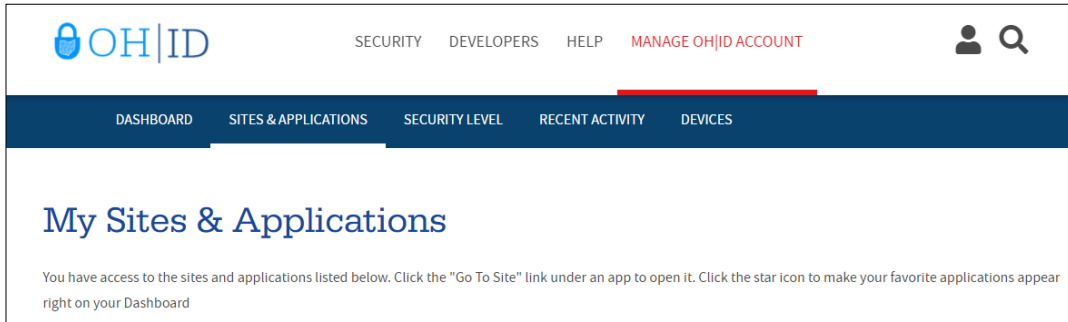 OH|ID
SECURITY DEVELOPERS HELP MANAGE OH|ID ACCOUNT
DASHBOARD SITES & APPLICATIONS SECURITY LEVEL RECENT ACTIVITY DEVICES
My Sites & Applications
You have access to the sites and applications listed below. Click the "Go To Site" link under an app to open it. Click the star icon to make your favorite applications appear
right on your Dashboard